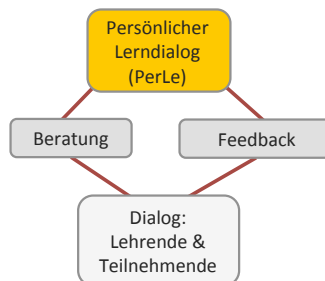 Persönlicher
Lerndialog
(PerLe)
Beratung
Feedback
Dialog:
Lehrende &
Teilnehmende